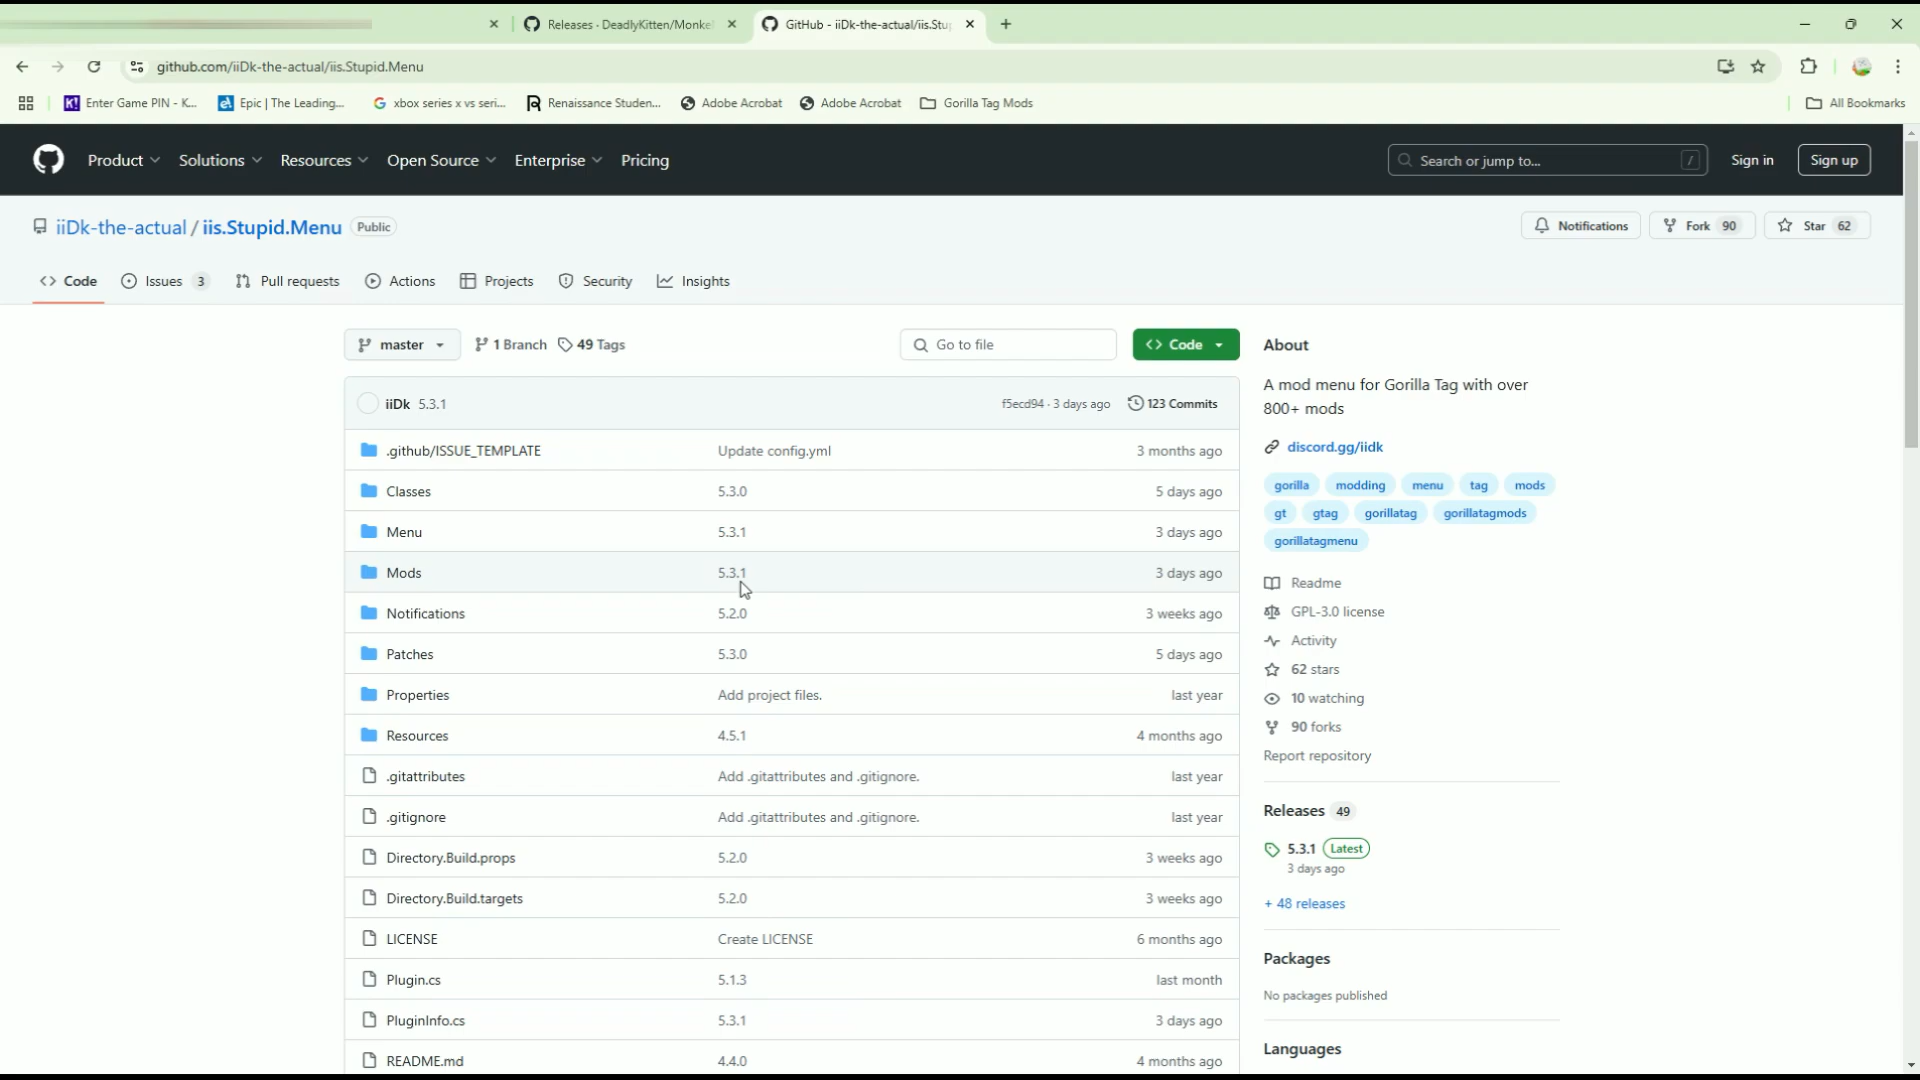 Releases · DeadlyKitten/Monke
GitHub - iiDk-the-actual/iis.Stu
github.com/iiDk-the-actual/iis.Stupid.Menu
K! Enter Game PIN - K... Epic | The Leading... xbox series x vs seri... Renaissance Studen... Adobe Acrobat Adobe Acrobat Gorilla Tag Mods All Bookmarks
Product Solutions Resources Open Source Enterprise Pricing Search or jump to... / Sign in Sign up
iiDk-the-actual / iis.Stupid.Menu Public Notifications Fork 90 Star 62
Code Issues 3 Pull requests Actions Projects Security Insights
master 1 Branch 49 Tags Go to file Code
iiDk 5.3.1 f5ecd94 · 3 days ago 123 Commits
.github/ISSUE_TEMPLATE Update config.yml 3 months ago
Classes 5.3.0 5 days ago
Menu 5.3.1 3 days ago
Mods 5.3.1 3 days ago
Notifications 5.2.0 3 weeks ago
Patches 5.3.0 5 days ago
Properties Add project files. last year
Resources 4.5.1 4 months ago
.gitattributes Add .gitattributes and .gitignore. last year
.gitignore Add .gitattributes and .gitignore. last year
Directory.Build.props 5.2.0 3 weeks ago
Directory.Build.targets 5.2.0 3 weeks ago
LICENSE Create LICENSE 6 months ago
Plugin.cs 5.1.3 last month
PluginInfo.cs 5.3.1 3 days ago
README.md 4.4.0 4 months ago
About
A mod menu for Gorilla Tag with over
800+ mods
discord.gg/iidk
gorilla modding menu tag mods
gt gtag gorillatag gorillatagmods
gorillatagmenu
Readme
GPL-3.0 license
Activity
62 stars
10 watching
90 forks
Report repository
Releases 49
5.3.1 Latest
3 days ago
+ 48 releases
Packages
No packages published
Languages